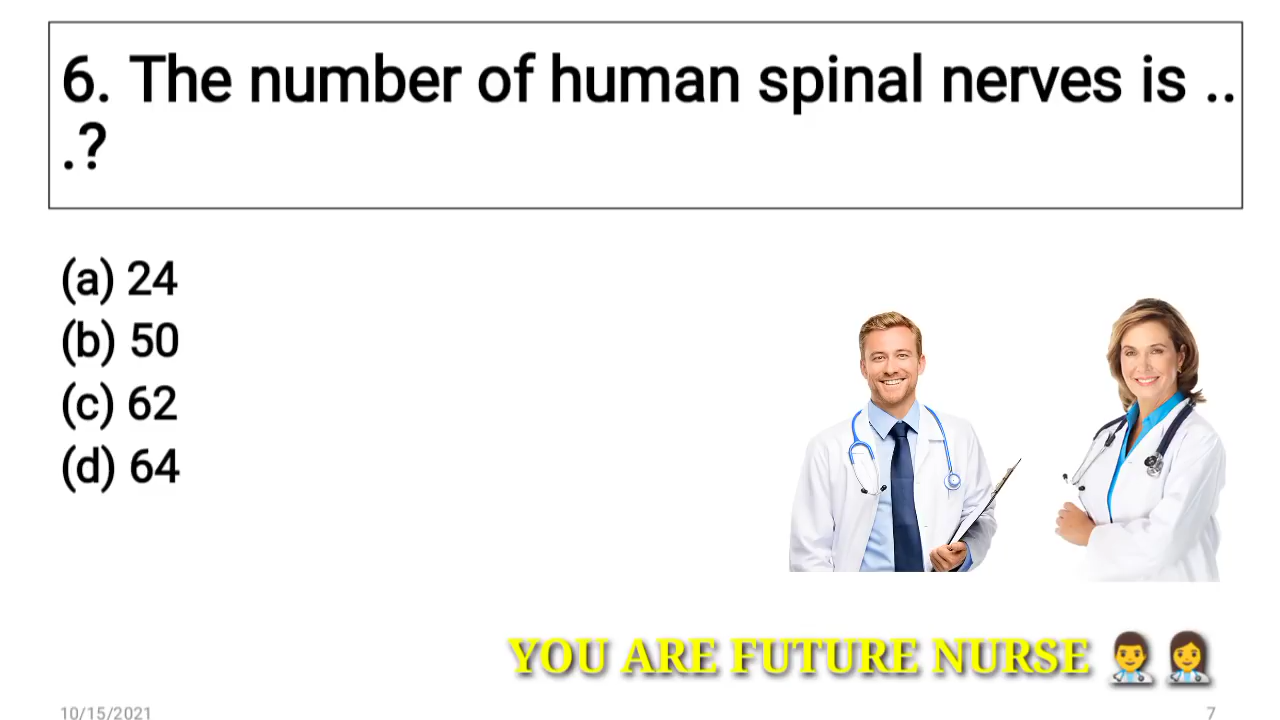 6. The number of human spinal nerves is ..
.?
(a) 24
(b) 50
(c) 62
(d) 64
YOU ARE FUTURE NURSE 👨‍⚕️👩‍⚕️
10/15/2021
7